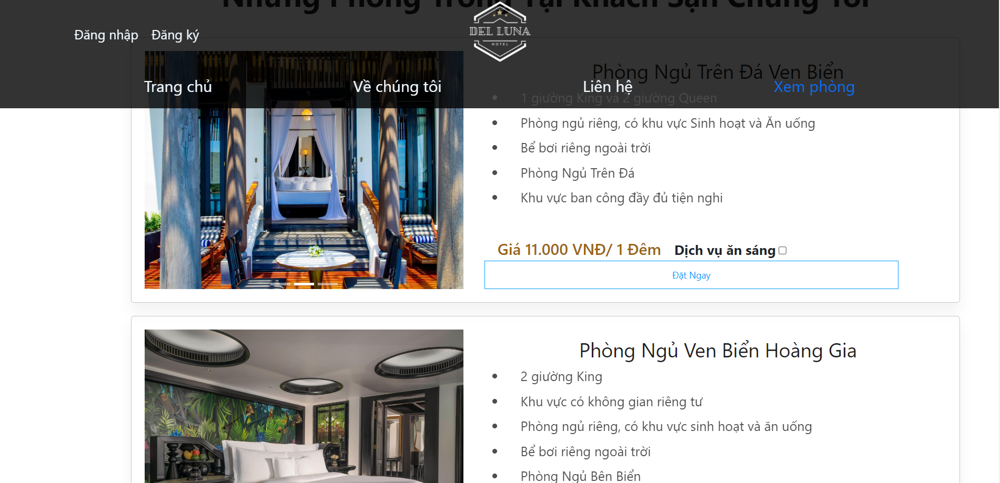 Những Phòng Trống Tại Khách Sạn Chúng Tôi
Đăng nhập Đăng ký
DEL LUNA
HOTEL
Trang chủ Về chúng tôi Liên hệ Xem phòng
Phòng Ngủ Trên Đá Ven Biển
1 giường King và 2 giường Queen
Phòng ngủ riêng, có khu vực Sinh hoạt và Ăn uống
Bể bơi riêng ngoài trời
Phòng Ngủ Trên Đá
Khu vực ban công đầy đủ tiện nghi
Giá 11.000 VNĐ/ 1 Đêm Dịch vụ ăn sáng
Đặt Ngay
Phòng Ngủ Ven Biển Hoàng Gia
2 giường King
Khu vực có không gian riêng tư
Phòng ngủ riêng, có khu vực sinh hoạt và ăn uống
Bể bơi riêng ngoài trời
Phòng Ngủ Bên Biển